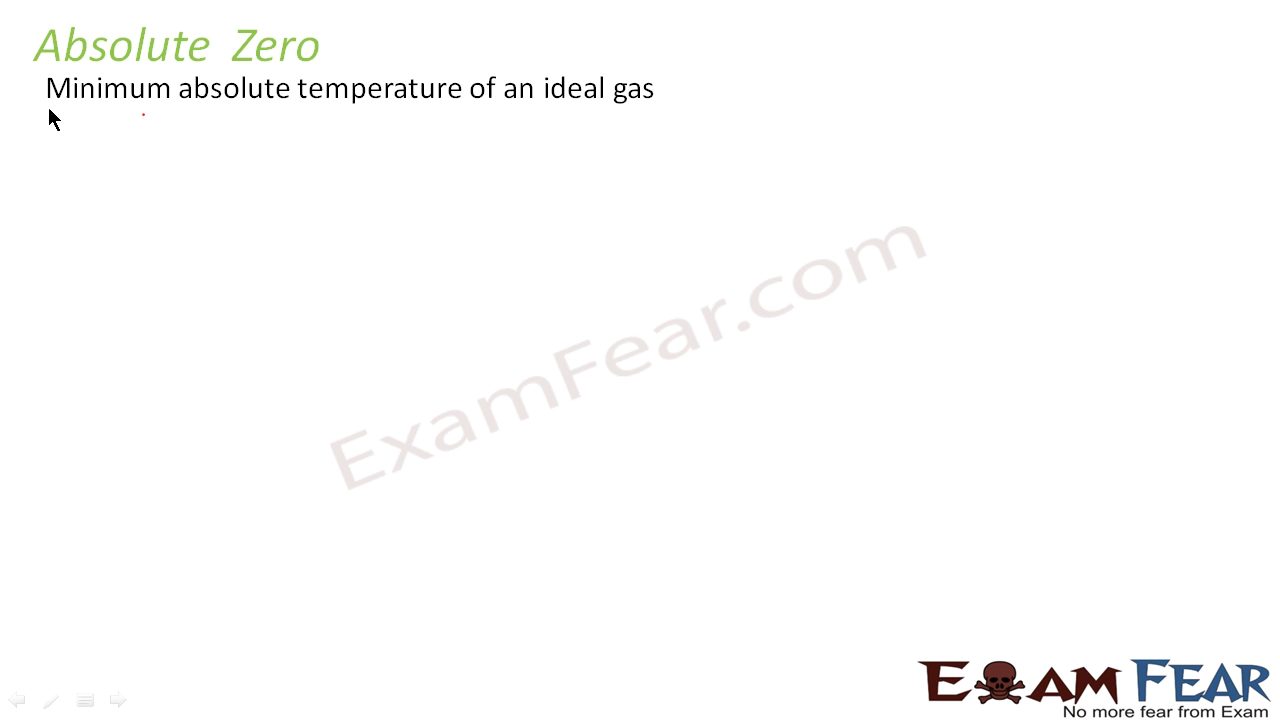 Absolute Zero
Minimum absolute temperature of an ideal gas
ExamFear.com
EXAM FEAR
No more fear from Exam